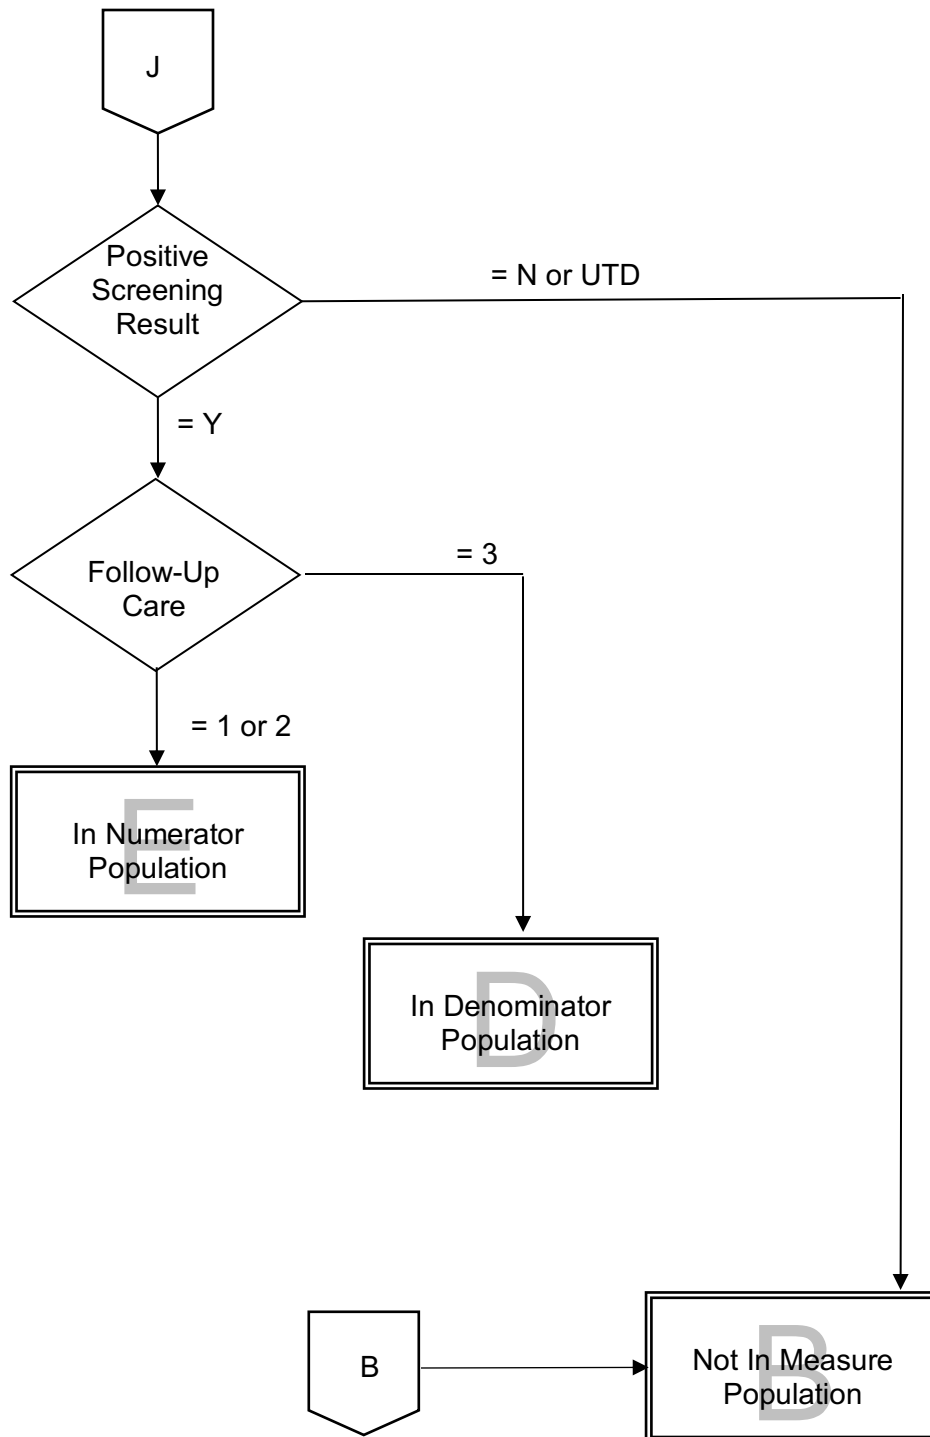 J
Positive
Screening
Result
= N or UTD
= Y
Follow-Up
Care
= 3
= 1 or 2
E
In Numerator
Population
D
In Denominator
Population
B
B
Not In Measure
Population